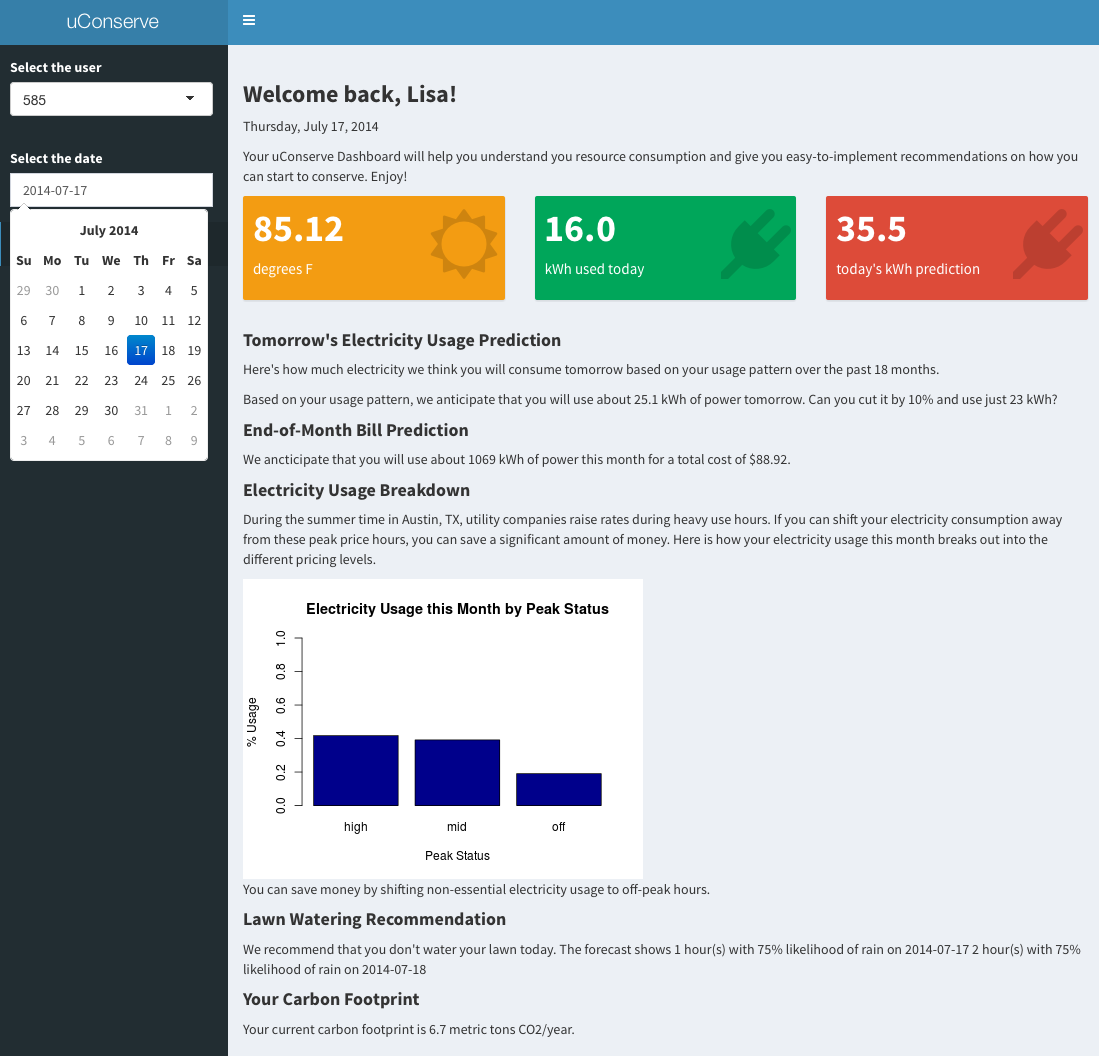 uConserve
Select the user
585
Select the date
2014-07-17
July 2014
Su Mo Tu We Th Fr Sa
29 30 1 2 3 4 5
6 7 8 9 10 11 12
13 14 15 16 17 18 19
20 21 22 23 24 25 26
27 28 29 30 31 1 2
3 4 5 6 7 8 9
Welcome back, Lisa!
Thursday, July 17, 2014
Your uConserve Dashboard will help you understand you resource consumption and give you easy-to-implement recommendations on how you
can start to conserve. Enjoy!
85.12
degrees F
16.0
kWh used today
35.5
today's kWh prediction
Tomorrow's Electricity Usage Prediction
Here's how much electricity we think you will consume tomorrow based on your usage pattern over the past 18 months.
Based on your usage pattern, we anticipate that you will use about 25.1 kWh of power tomorrow. Can you cut it by 10% and use just 23 kWh?
End-of-Month Bill Prediction
We ancticipate that you will use about 1069 kWh of power this month for a total cost of $88.92.
Electricity Usage Breakdown
During the summer time in Austin, TX, utility companies raise rates during heavy use hours. If you can shift your electricity consumption away
from these peak price hours, you can save a significant amount of money. Here is how your electricity usage this month breaks out into the
different pricing levels.
Electricity Usage this Month by Peak Status
% Usage
1.0
0.8
0.6
0.4
0.2
0.0
high mid off
Peak Status
You can save money by shifting non-essential electricity usage to off-peak hours.
Lawn Watering Recommendation
We recommend that you don't water your lawn today. The forecast shows 1 hour(s) with 75% likelihood of rain on 2014-07-17 2 hour(s) with 75%
likelihood of rain on 2014-07-18
Your Carbon Footprint
Your current carbon footprint is 6.7 metric tons CO2/year.